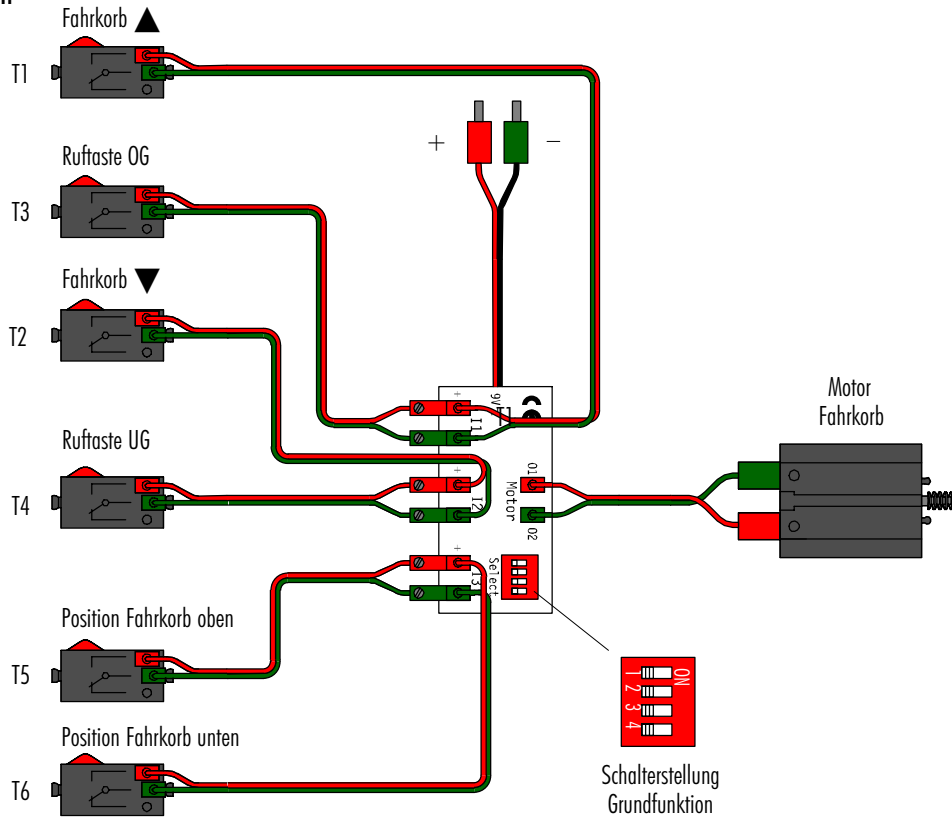 Fahrkorb ▲
T1
+ −
Ruftaste OG
T3
Fahrkorb ▼
T2
Ruftaste UG
T4
Position Fahrkorb oben
T5
Position Fahrkorb unten
T6
9V
CE
+
I1
+
I2
+
I3
O1
Motor
O2
Select
Motor
Fahrkorb
ON
1
2
3
4
Schalterstellung
Grundfunktion